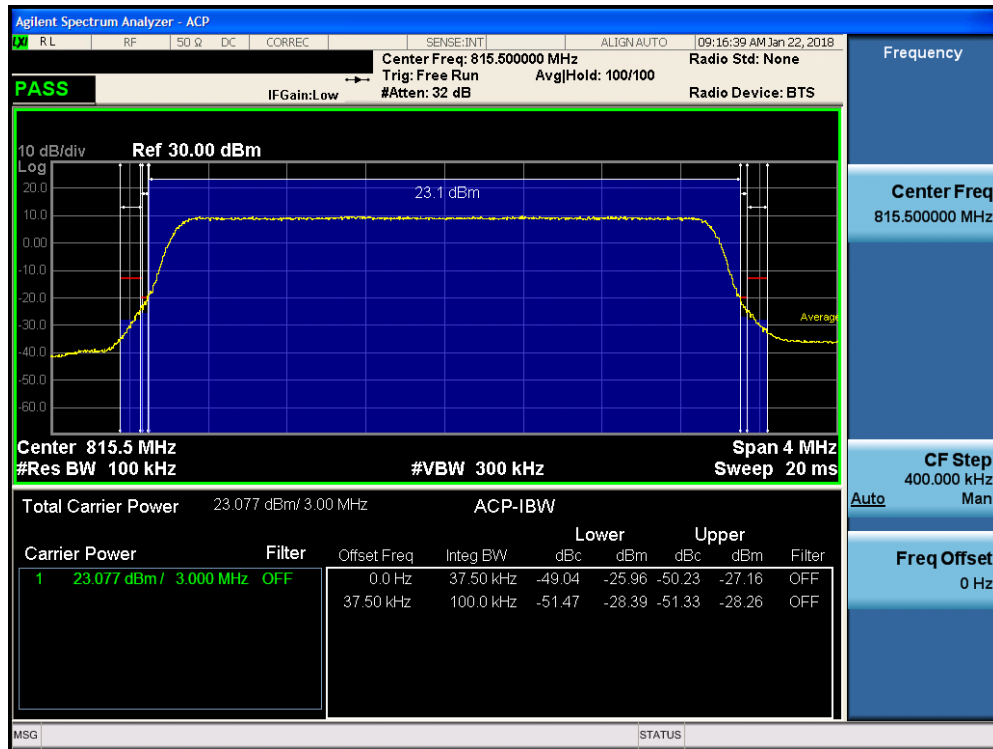 Agilent Spectrum Analyzer - ACP
LXI RL RF 50 Ω DC CORREC SENSE:INT ALIGN AUTO 09:16:39 AM Jan 22, 2018
Center Freq: 815.500000 MHz Radio Std: None
Trig: Free Run Avg|Hold: 100/100
PASS IFGain:Low #Atten: 32 dB Radio Device: BTS
Frequency
Center Freq
815.500000 MHz
CF Step
400.000 kHz
Auto Man
Freq Offset
0 Hz
10 dB/div Ref 30.00 dBm
Log
20.0
10.0
0.00
-10.0
-20.0
-30.0
-40.0
-50.0
-60.0
23.1 dBm
Average
Center 815.5 MHz Span 4 MHz
#Res BW 100 kHz #VBW 300 kHz Sweep 20 ms
Total Carrier Power 23.077 dBm/ 3.00 MHz ACP-IBW
Lower Upper
Carrier Power Filter Offset Freq Integ BW dBc dBm dBc dBm Filter
1 23.077 dBm / 3.000 MHz OFF 0.0 Hz 37.50 kHz -49.04 -25.96 -50.23 -27.16 OFF
37.50 kHz 100.0 kHz -51.47 -28.39 -51.33 -28.26 OFF
MSG STATUS